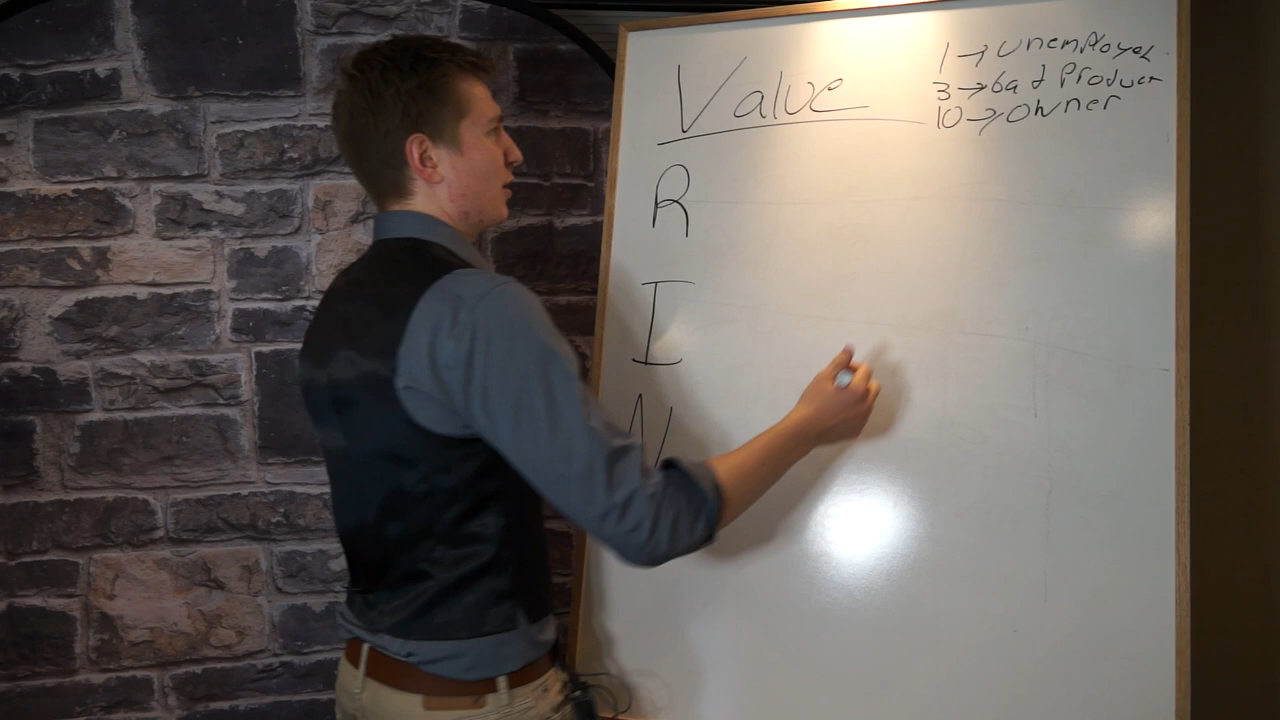 Value
1 → Unemployed
3 → bad Product
10 → Owner
R
I
N